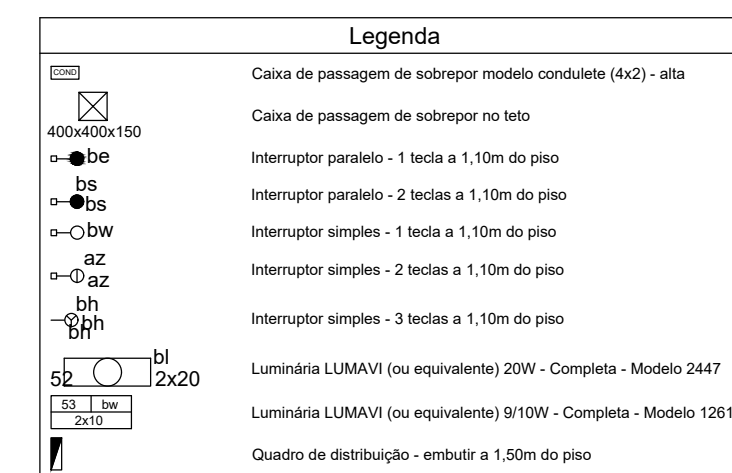 Legenda
COND Caixa de passagem de sobrepor modelo condulete (4x2) - alta
Caixa de passagem de sobrepor no teto
400x400x150
be Interruptor paralelo - 1 tecla a 1,10m do piso
bs
bs Interruptor paralelo - 2 teclas a 1,10m do piso
bw Interruptor simples - 1 tecla a 1,10m do piso
az
az Interruptor simples - 2 teclas a 1,10m do piso
bh
bh Interruptor simples - 3 teclas a 1,10m do piso
bh
bl
52 2x20 Luminária LUMAVI (ou equivalente) 20W - Completa - Modelo 2447
53 bw
2x10 Luminária LUMAVI (ou equivalente) 9/10W - Completa - Modelo 1261
Quadro de distribuição - embutir a 1,50m do piso